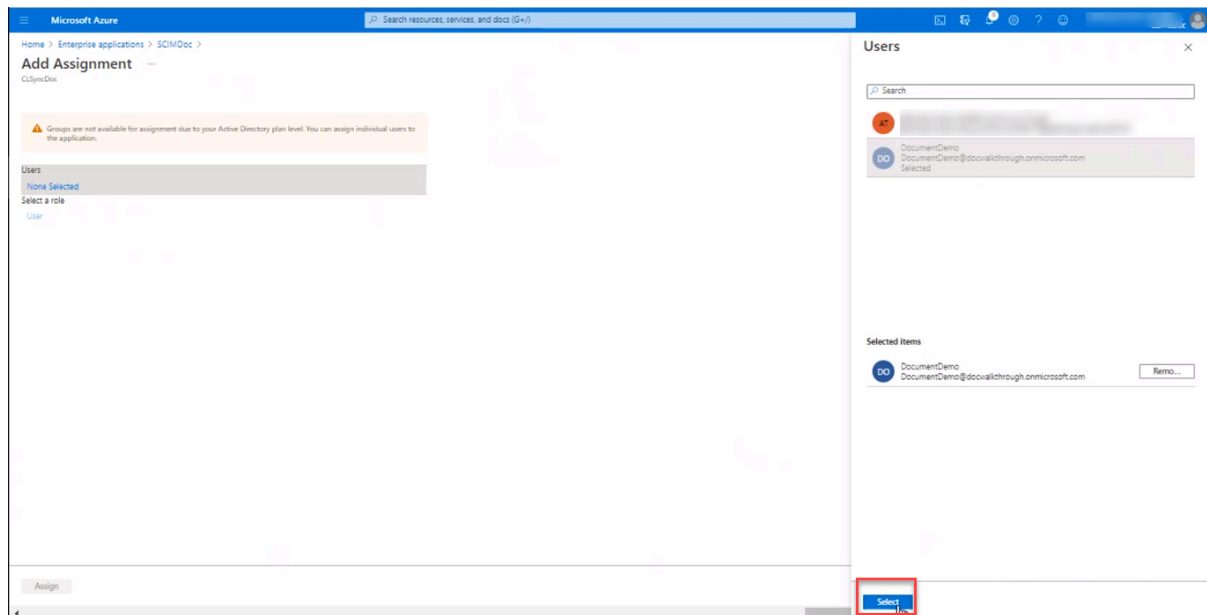 Microsoft Azure
Search resources, services, and docs (G+/)
Home > Enterprise applications > SCIMDoc >
Add Assignment ...
CLSyncDoc
Groups are not available for assignment due to your Active Directory plan level. You can assign individual users to
the application.
Users
None Selected
Select a role
User
Assign
Users
Search
AT
DO
DocumentDemo
DocumentDemo@docwalkthrough.onmicrosoft.com
Selected
Selected items
DO
DocumentDemo
DocumentDemo@docwalkthrough.onmicrosoft.com
Remo...
Select